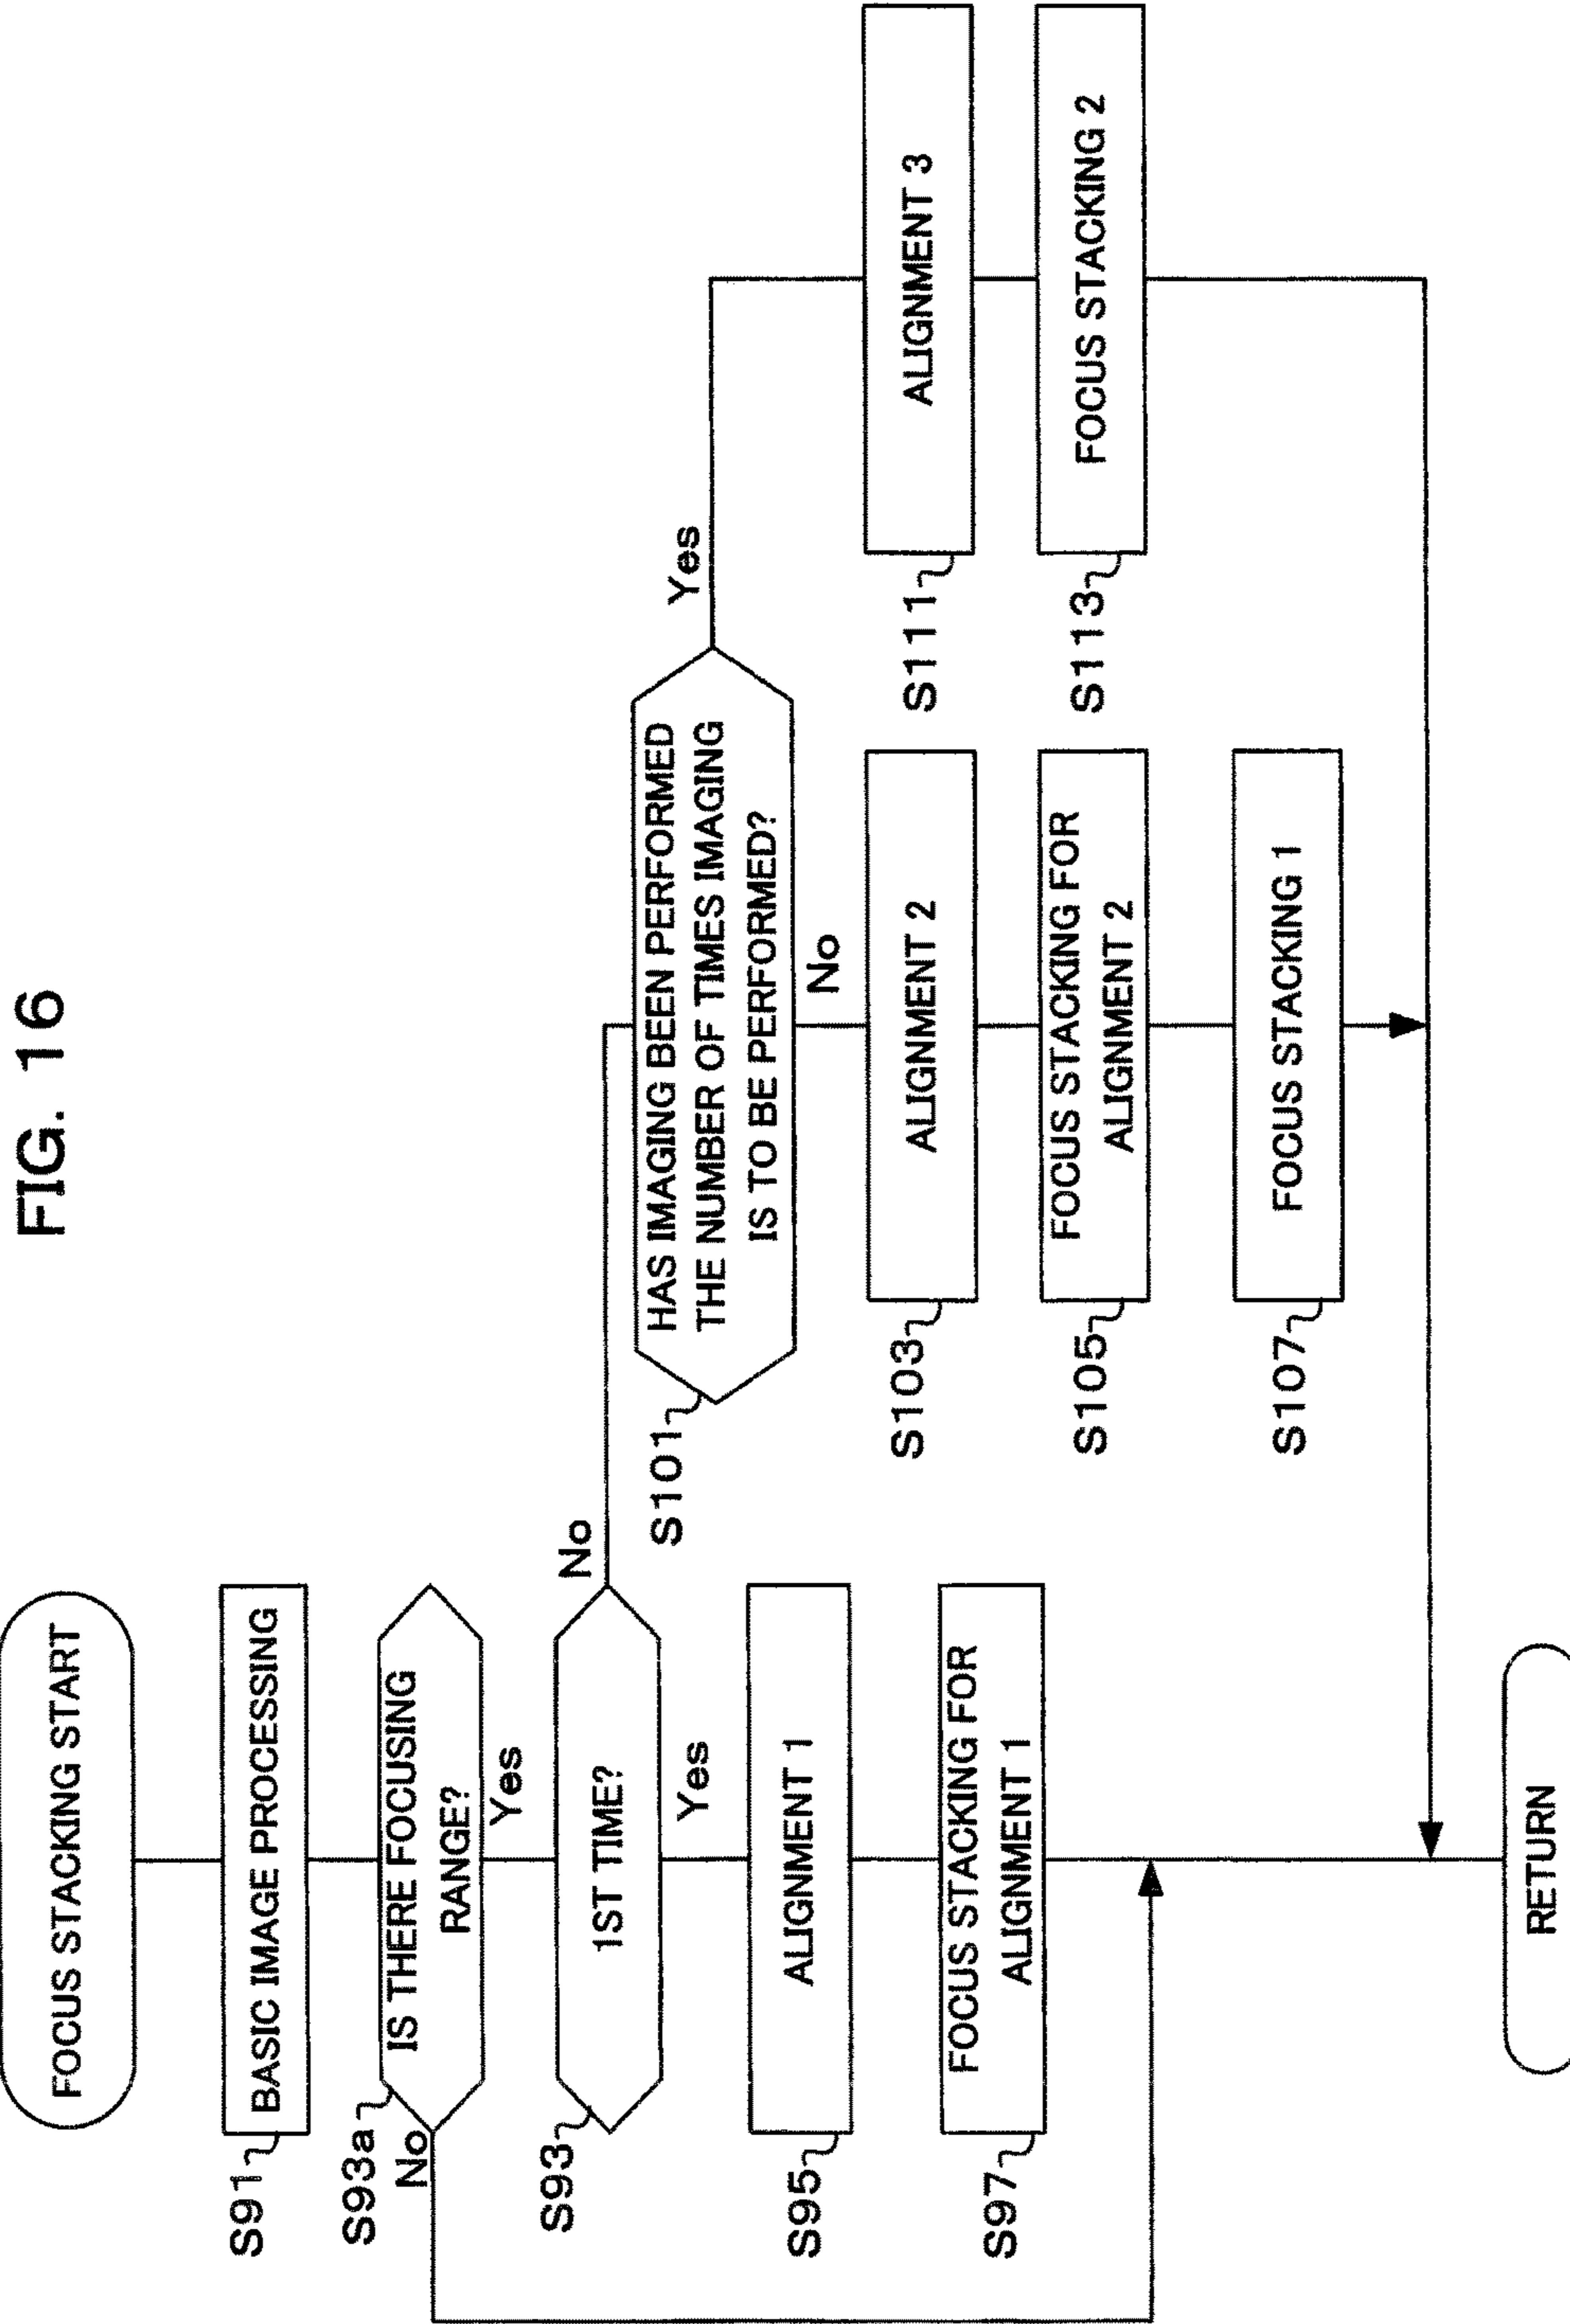 FIG. 16
FOCUS STACKING START
S91
BASIC IMAGE PROCESSING
S93a
IS THERE FOCUSING
RANGE?
No
Yes
S93
1ST TIME?
No
Yes
S95
ALIGNMENT 1
S97
FOCUS STACKING FOR
ALIGNMENT 1
S101
HAS IMAGING BEEN PERFORMED
THE NUMBER OF TIMES IMAGING
IS TO BE PERFORMED?
Yes
No
S103
ALIGNMENT 2
S105
FOCUS STACKING FOR
ALIGNMENT 2
S107
FOCUS STACKING 1
S111
ALIGNMENT 3
S113
FOCUS STACKING 2
RETURN